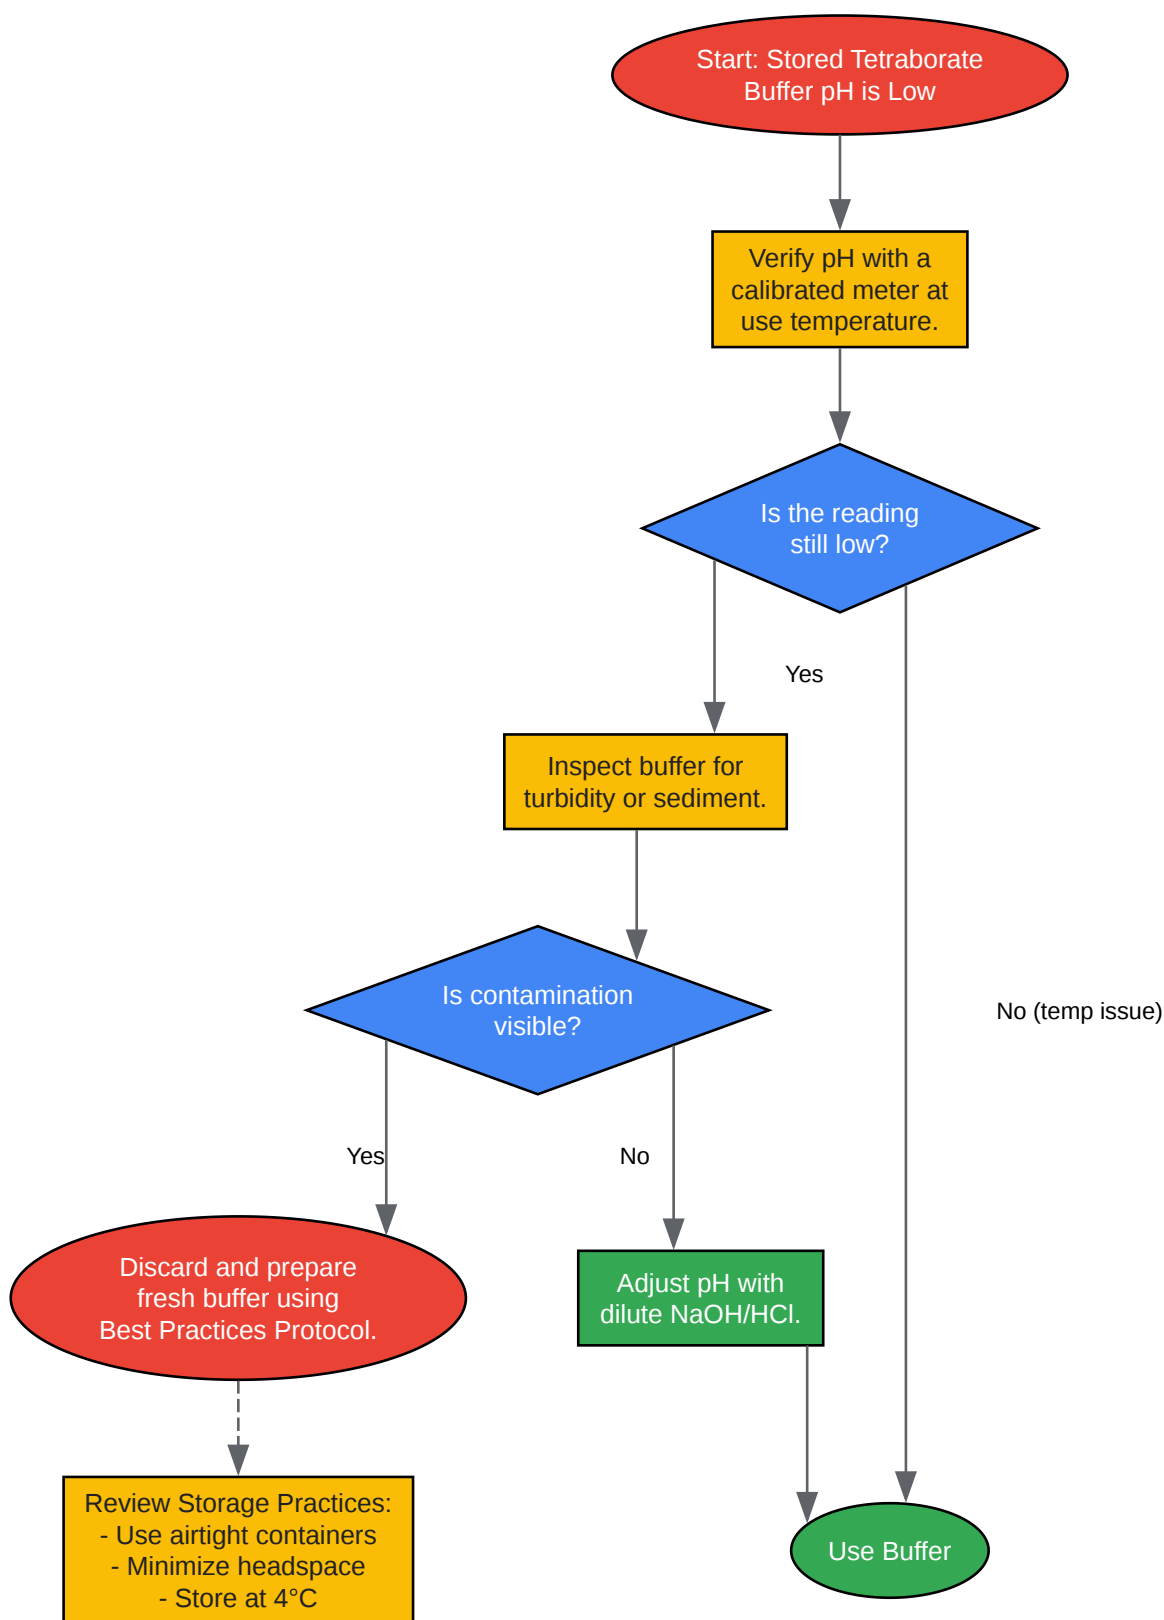 Start: Stored Tetraborate
Buffer pH is Low
Verify pH with a
calibrated meter at
use temperature.
Is the reading
still low?
Yes
Inspect buffer for
turbidity or sediment.
Is contamination
visible?
No (temp issue)
Yes
No
Discard and prepare
fresh buffer using
Best Practices Protocol.
Adjust pH with
dilute NaOH/HCl.
Review Storage Practices:
- Use airtight containers
- Minimize headspace
- Store at 4°C
Use Buffer